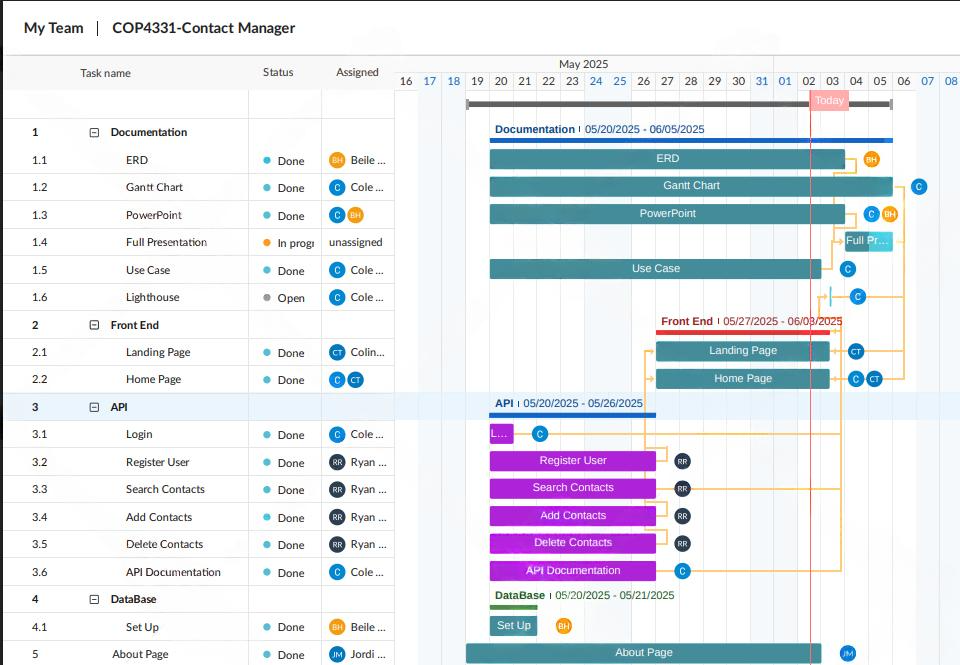 My Team | COP4331-Contact Manager
Task name Status Assigned May 2025
16 17 18 19 20 21 22 23 24 25 26 27 28 29 30 31 01 02 03 04 05 06 07 08
Today
1 Documentation Documentation 05/20/2025 - 06/05/2025
1.1 ERD Done BH Beile ... ERD BH
1.2 Gantt Chart Done C Cole ... Gantt Chart C
1.3 PowerPoint Done C BH PowerPoint C BH
1.4 Full Presentation In progr unassigned Full Pr...
1.5 Use Case Done C Cole ... Use Case C
1.6 Lighthouse Open C Cole ... C
2 Front End Front End 05/27/2025 - 06/03/2025
2.1 Landing Page Done CT Colin... Landing Page CT
2.2 Home Page Done C CT Home Page C CT
3 API API 05/20/2025 - 05/26/2025
3.1 Login Done C Cole ... L... C
3.2 Register User Done RR Ryan ... Register User RR
3.3 Search Contacts Done RR Ryan ... Search Contacts RR
3.4 Add Contacts Done RR Ryan ... Add Contacts RR
3.5 Delete Contacts Done RR Ryan ... Delete Contacts RR
3.6 API Documentation Done C Cole ... API Documentation C
4 DataBase DataBase 05/20/2025 - 05/21/2025
4.1 Set Up Done BH Beile ... Set Up BH
5 About Page Done JM Jordi ... About Page JM